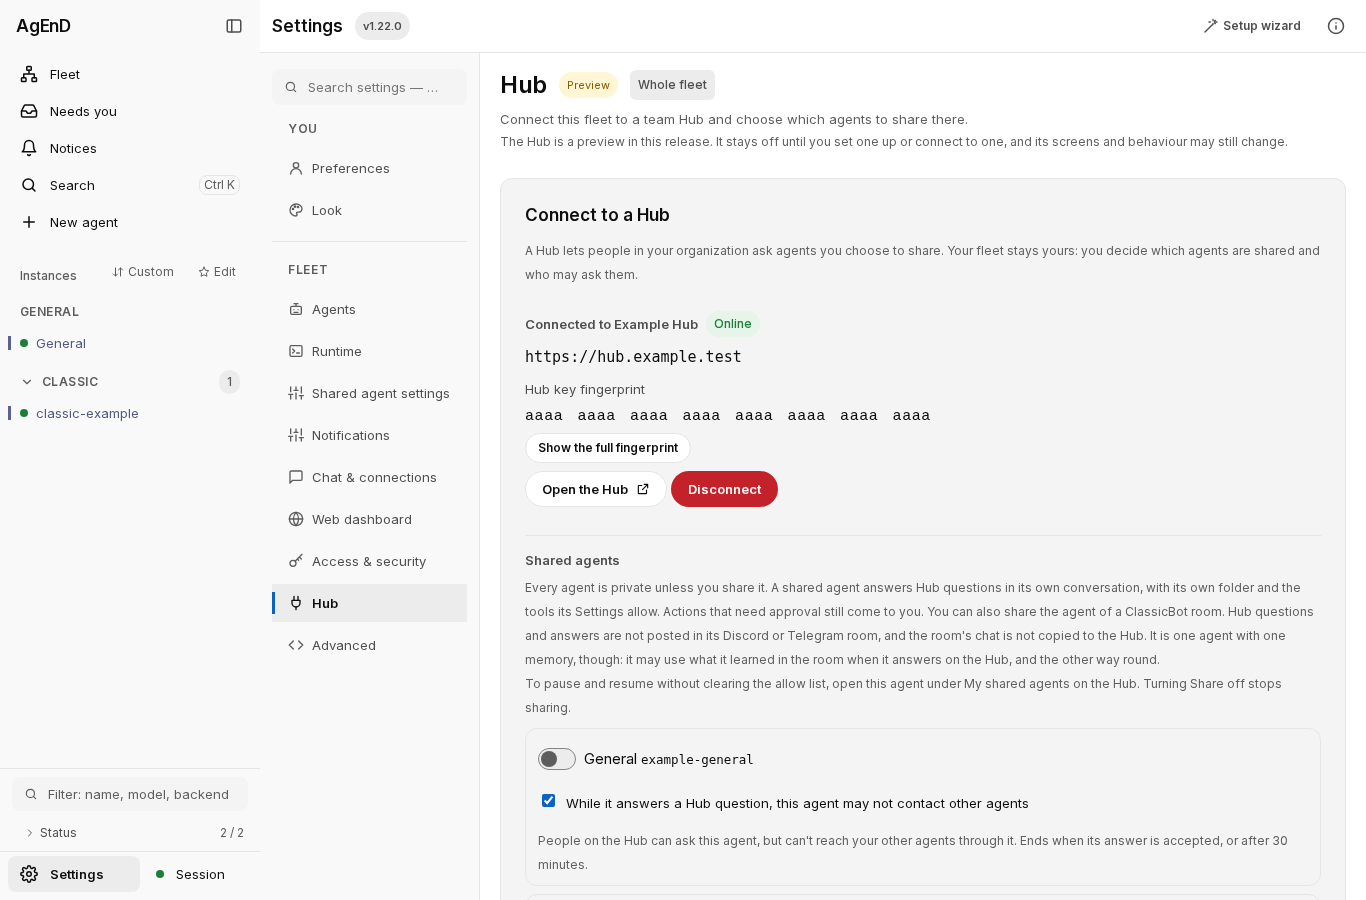 AgEnD
Fleet
Needs you
Notices
Search
Ctrl K
New agent
Instances
Custom
Edit
GENERAL
General
CLASSIC
1
classic-example
Filter: name, model, backend
Status
2 / 2
Settings
Session
Settings
v1.22.0
Setup wizard
Search settings — …
YOU
Preferences
Look
FLEET
Agents
Runtime
Shared agent settings
Notifications
Chat & connections
Web dashboard
Access & security
Hub
Advanced
Hub
Preview
Whole fleet
Connect this fleet to a team Hub and choose which agents to share there.
The Hub is a preview in this release. It stays off until you set one up or connect to one, and its screens and behaviour may still change.
Connect to a Hub
A Hub lets people in your organization ask agents you choose to share. Your fleet stays yours: you decide which agents are shared and
who may ask them.
Connected to Example Hub
Online
https://hub.example.test
Hub key fingerprint
aaaa aaaa aaaa aaaa aaaa aaaa aaaa aaaa
Show the full fingerprint
Open the Hub
Disconnect
Shared agents
Every agent is private unless you share it. A shared agent answers Hub questions in its own conversation, with its own folder and the
tools its Settings allow. Actions that need approval still come to you. You can also share the agent of a ClassicBot room. Hub questions
and answers are not posted in its Discord or Telegram room, and the room's chat is not copied to the Hub. It is one agent with one
memory, though: it may use what it learned in the room when it answers on the Hub, and the other way round.
To pause and resume without clearing the allow list, open this agent under My shared agents on the Hub. Turning Share off stops
sharing.
General example-general
While it answers a Hub question, this agent may not contact other agents
People on the Hub can ask this agent, but can't reach your other agents through it. Ends when its answer is accepted, or after 30
minutes.